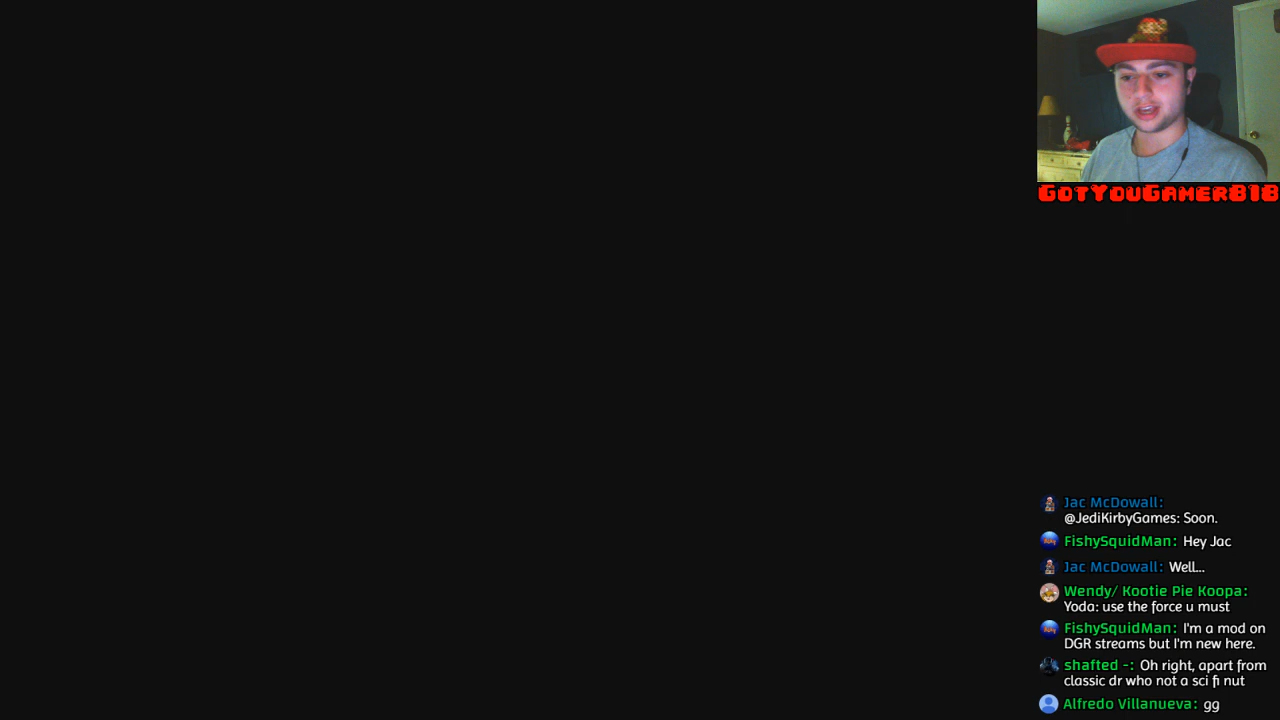 GotYouGamer818
Jac McDowall:
@JediKirbyGames: Soon.
FishySquidMan: Hey Jac
Jac McDowall: Well...
Wendy/ Kootie Pie Koopa:
Yoda: use the force u must
FishySquidMan: I'm a mod on
DGR streams but I'm new here.
shafted -: Oh right, apart from
classic dr who not a sci fi nut
Alfredo Villanueva: gg